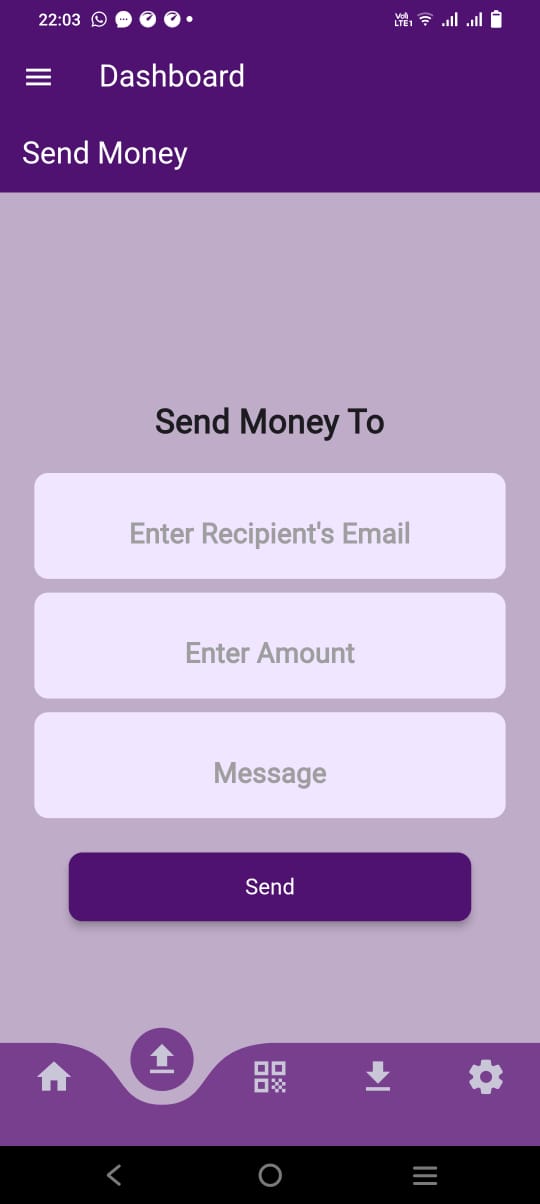 22:03
Vo))
LTE1
Dashboard
Send Money
Send Money To
Enter Recipient's Email
Enter Amount
Message
Send